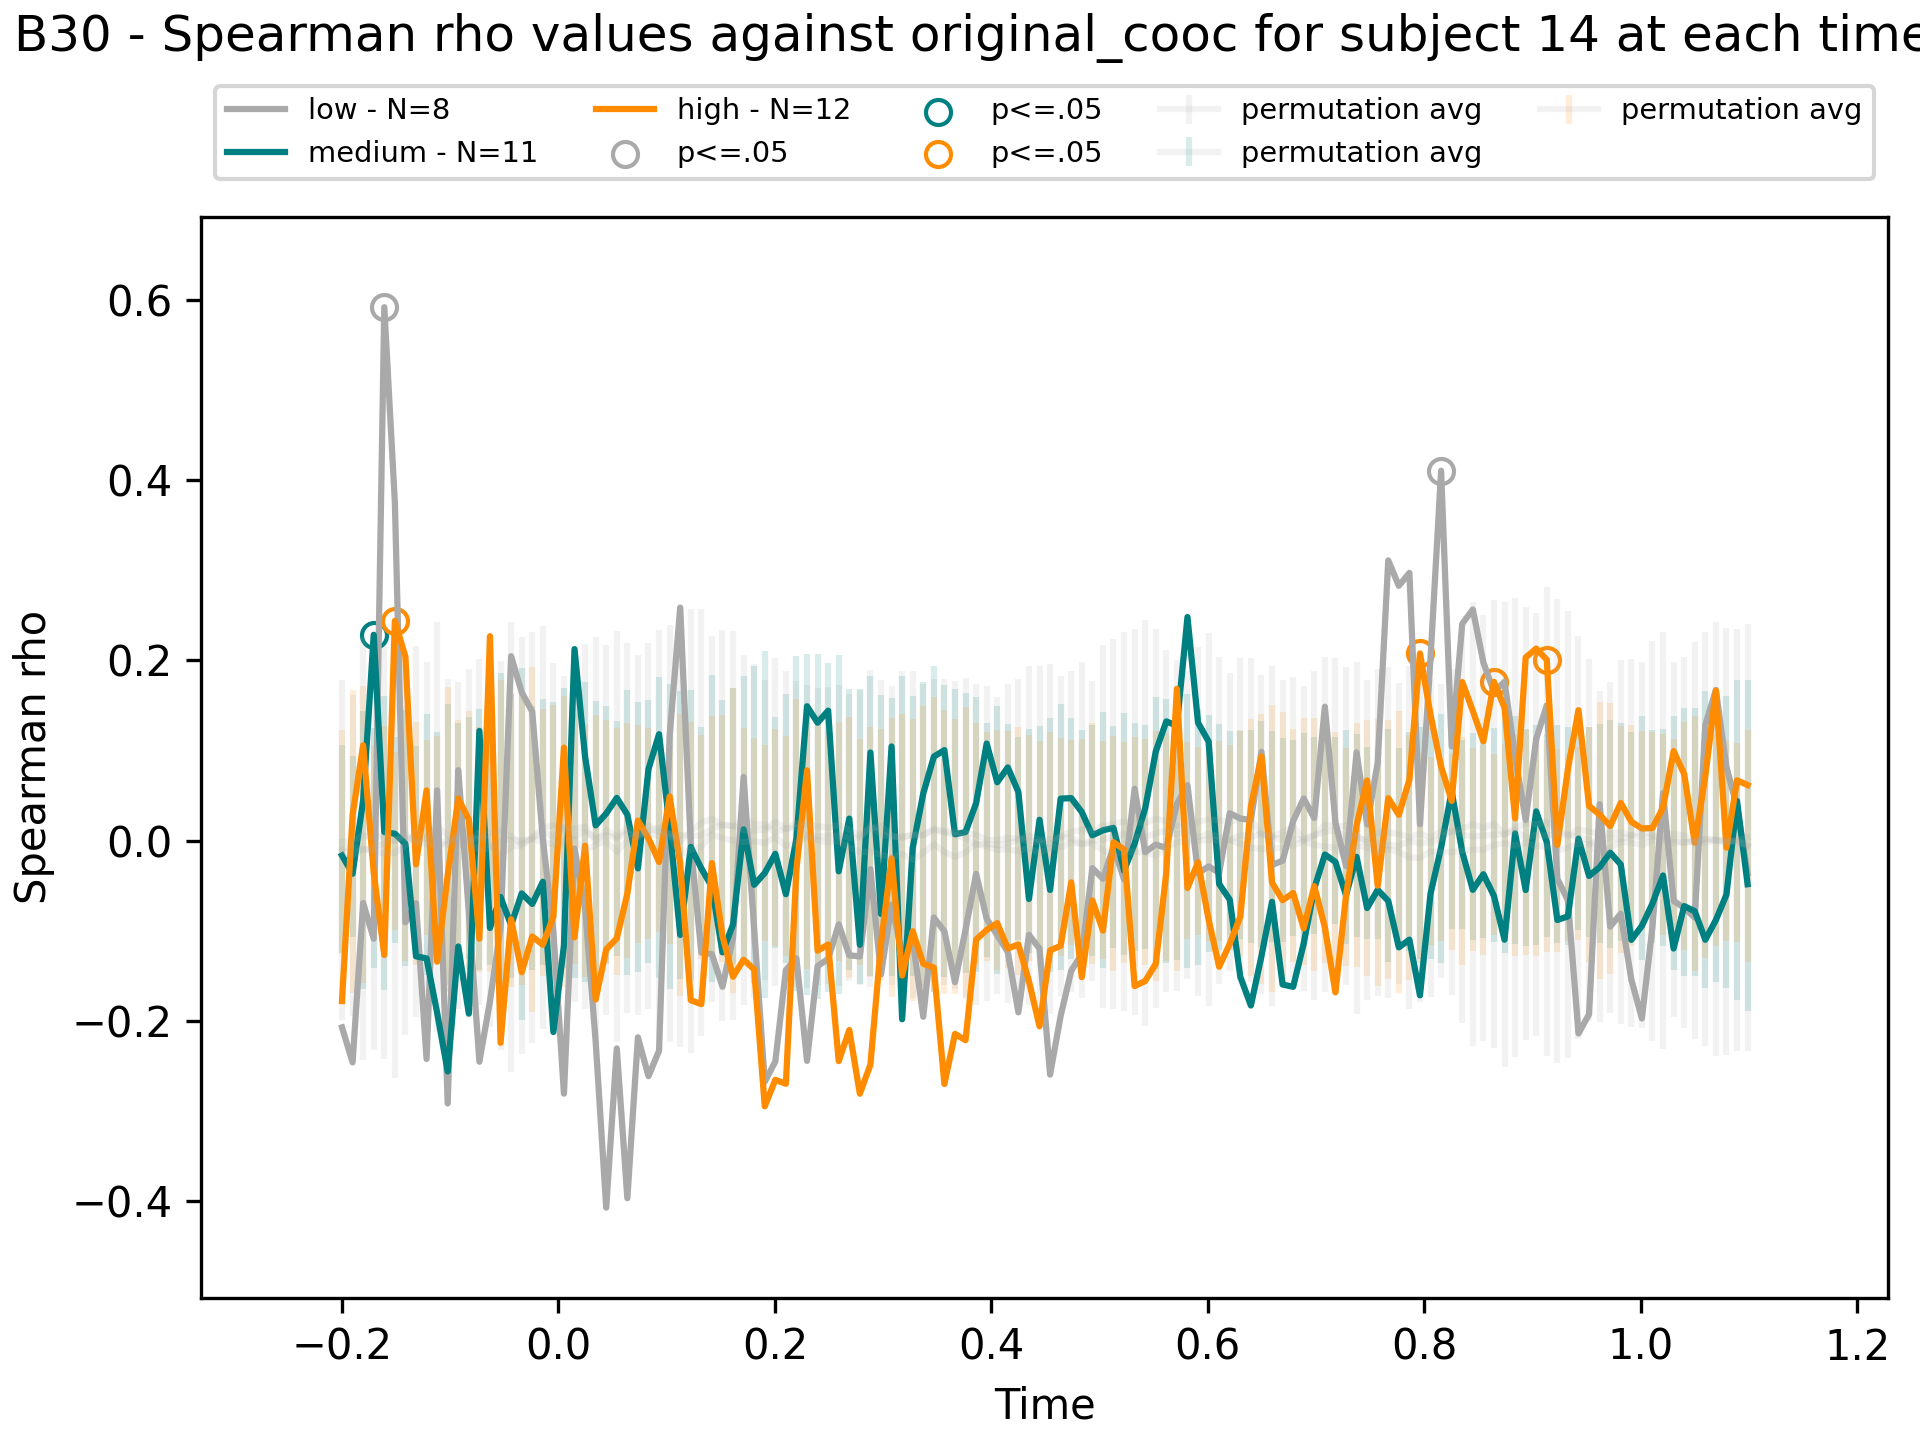 B30 - Spearman rho values against original_cooc for subject 14 at each time
low - N=8
medium - N=11
high - N=12
p<=.05
p<=.05
p<=.05
permutation avg
permutation avg
permutation avg
Spearman rho
0.6
0.4
0.2
0.0
−0.2
−0.4
−0.2 0.0 0.2 0.4 0.6 0.8 1.0 1.2
Time